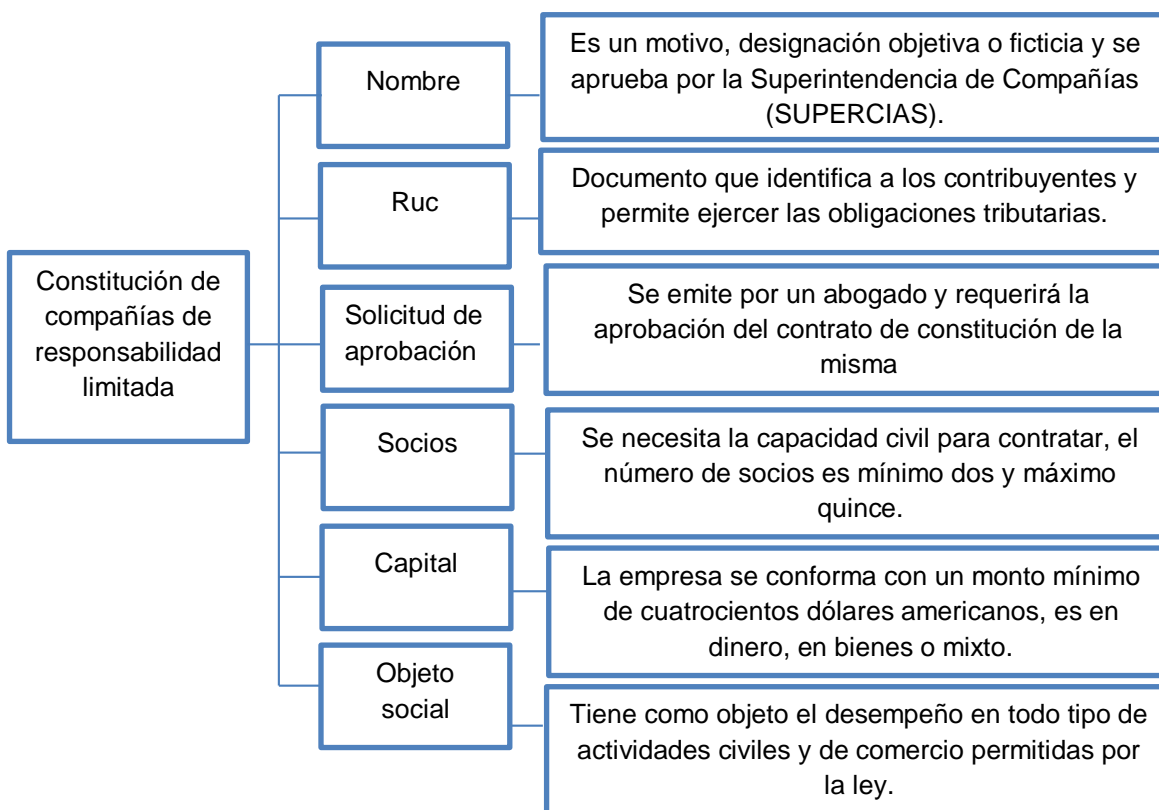 Constitución de
compañías de
responsabilidad
limitada
Nombre
Es un motivo, designación objetiva o ficticia y se
aprueba por la Superintendencia de Compañías
(SUPERCIAS).
Ruc
Documento que identifica a los contribuyentes y
permite ejercer las obligaciones tributarias.
Solicitud de
aprobación
Se emite por un abogado y requerirá la
aprobación del contrato de constitución de la
misma
Socios
Se necesita la capacidad civil para contratar, el
número de socios es mínimo dos y máximo
quince.
Capital
La empresa se conforma con un monto mínimo
de cuatrocientos dólares americanos, es en
dinero, en bienes o mixto.
Objeto
social
Tiene como objeto el desempeño en todo tipo de
actividades civiles y de comercio permitidas por
la ley.